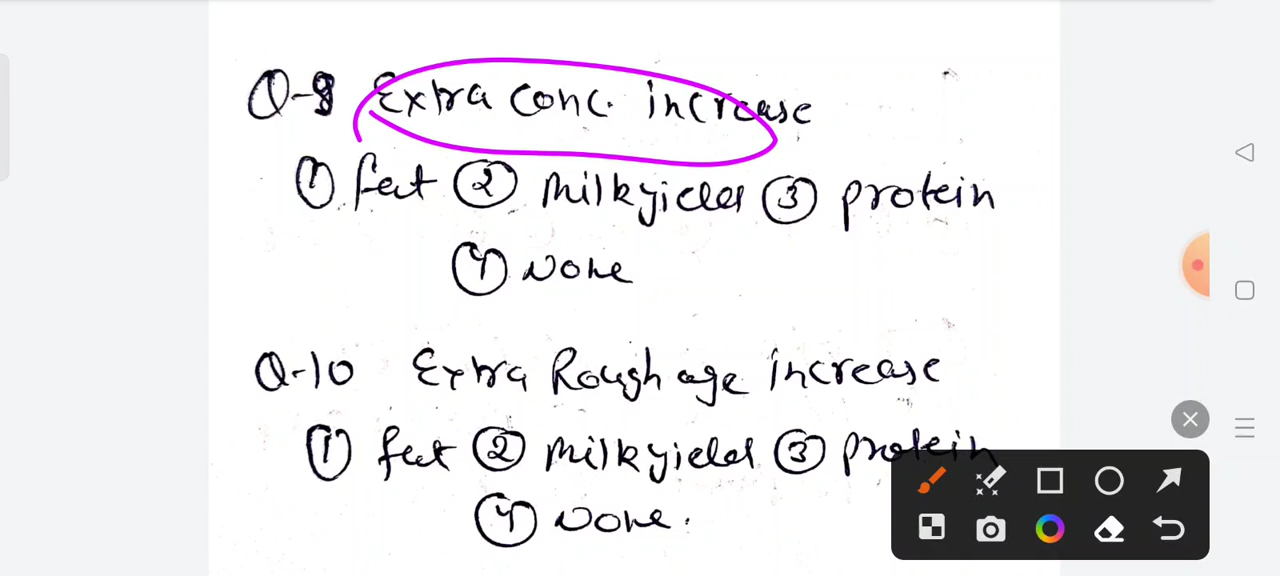 Q-9 Extra conc. increase
① fat ② milkyield ③ protein
④ None
Q-10 Extra Roughage increase
① fat ② milkyield ③ protein
④ None.